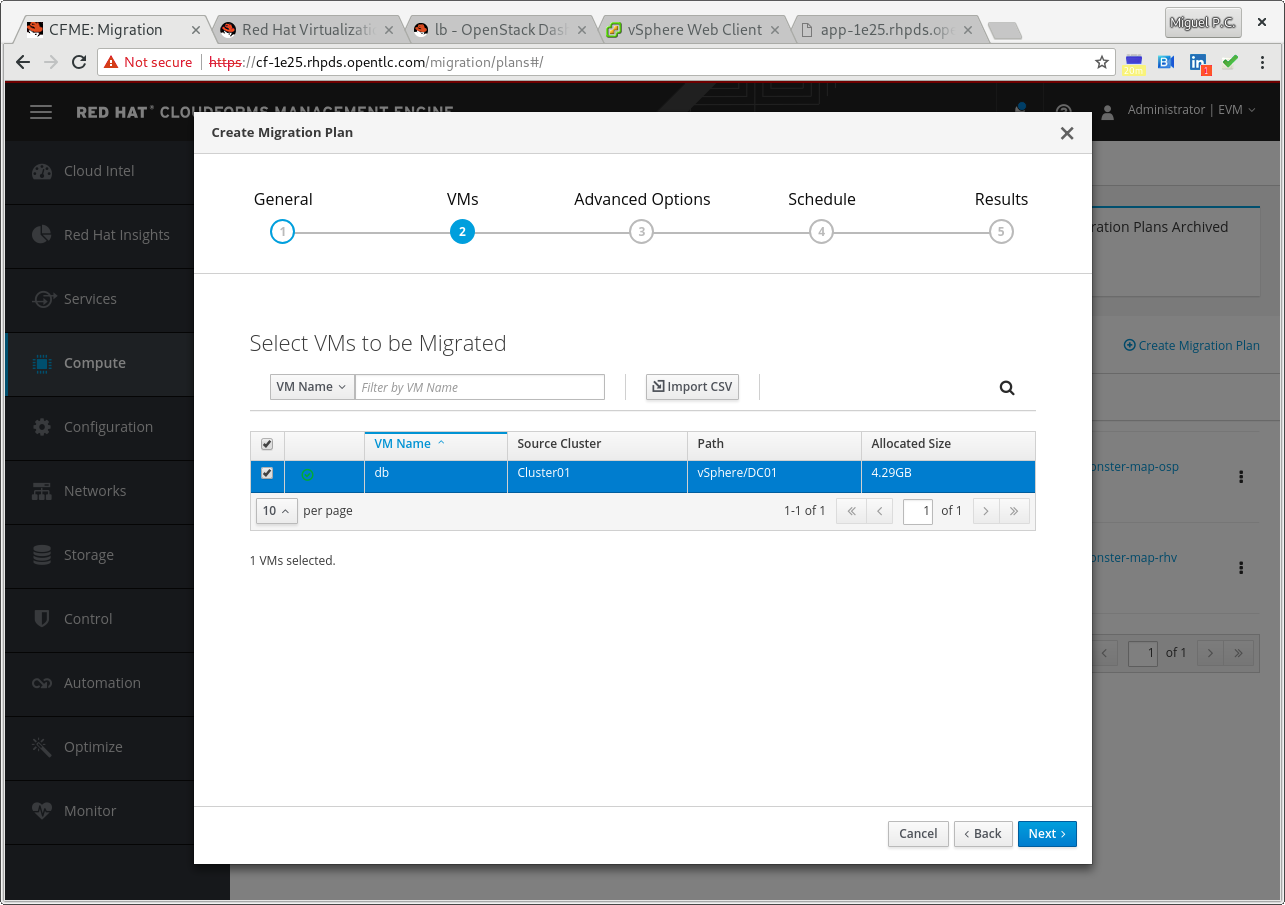 CFME: Migration
Red Hat Virtualizati
lb - OpenStack Das
vSphere Web Client
app-1e25.rhpds.ope
Miguel P.C.
Not secure https://cf-1e25.rhpds.opentlc.com/migration/plans#/
RED HAT CLOUDFORMS MANAGEMENT ENGINE
Administrator | EVM
Cloud Intel
Red Hat Insights
Services
Compute
Configuration
Networks
Storage
Control
Automation
Optimize
Monitor
ration Plans Archived
Create Migration Plan
onster-map-osp
onster-map-rhv
1 of 1
Create Migration Plan
General VMs Advanced Options Schedule Results
1 2 3 4 5
Select VMs to be Migrated
VM Name Filter by VM Name Import CSV
VM Name Source Cluster Path Allocated Size
db Cluster01 vSphere/DC01 4.29GB
10 per page 1-1 of 1 1 of 1
1 VMs selected.
Cancel Back Next